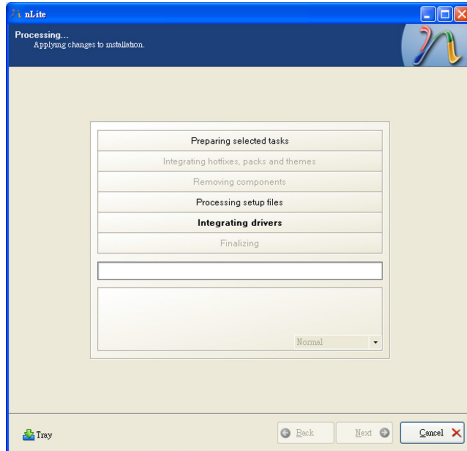 nLite
Processing...
Applying changes to installation.
Preparing selected tasks
Integrating hotfixes, packs and themes
Removing components
Processing setup files
Integrating drivers
Finalizing
Normal
Tray
Back
Next
Cancel